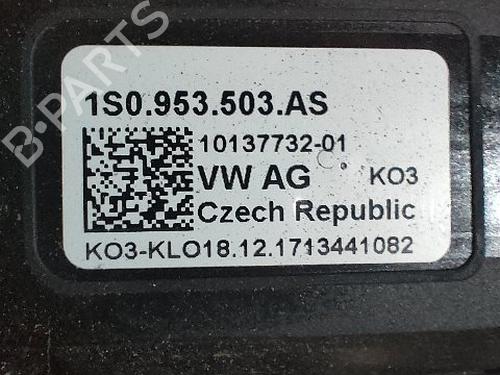 B-PARTS
1S0.953.503.AS
10137732-01
VW AG KO3
Czech Republic
KO3-KLO18.12.1713441082